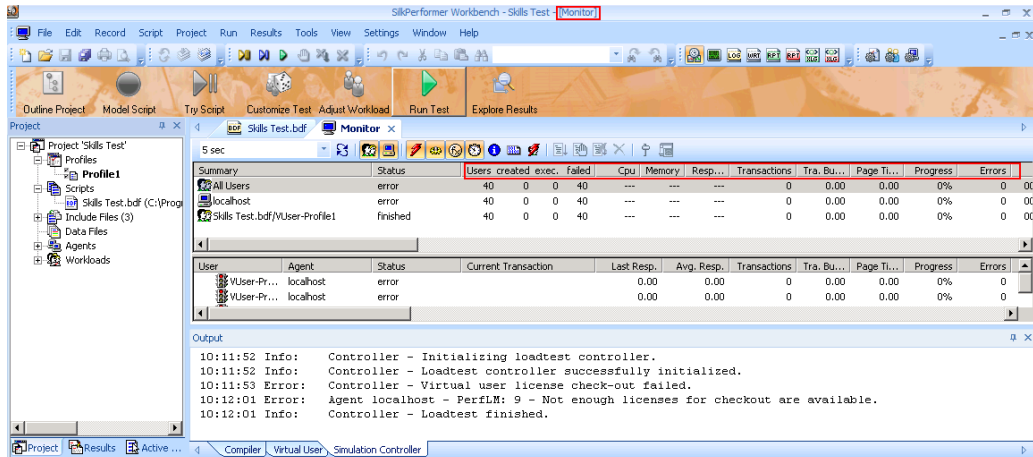 SilkPerformer Workbench - Skills Test - [Monitor]
File Edit Record Script Project Run Results Tools View Settings Window Help
Outline Project Model Script Try Script Customize Test Adjust Workload Run Test Explore Results
Project
Project 'Skills Test'
Profiles
Profile1
Scripts
Skills Test.bdf (C:\Progr
Include Files (3)
Data Files
Agents
Workloads
Project Results Active ...
BDF Skills Test.bdf Monitor
5 sec
Summary Status Users created exec. failed Cpu Memory Resp... Transactions Tra. Bu... Page Ti... Progress Errors
All Users error 40 0 0 40 --- --- --- 0 0.00 0.00 0% 0 00
localhost error 40 0 0 40 --- --- --- 0 0.00 0.00 0% 0 00
Skills Test.bdf/VUser-Profile1 finished 40 0 0 40 --- --- --- 0 0.00 0.00 0% 0 00
User Agent Status Current Transaction Last Resp. Avg. Resp. Transactions Tra. Bu... Page Ti... Progress Errors
VUser-Pr... localhost error 0.00 0.00 0 0.00 0.00 0% 0
VUser-Pr... localhost error 0.00 0.00 0 0.00 0.00 0% 0
Output
10:11:52 Info: Controller - Initializing loadtest controller.
10:11:52 Info: Controller - Loadtest controller successfully initialized.
10:11:53 Error: Controller - Virtual user license check-out failed.
10:12:01 Error: Agent localhost - PerfLM: 9 - Not enough licenses for checkout are available.
10:12:01 Info: Controller - Loadtest finished.
Compiler Virtual User Simulation Controller